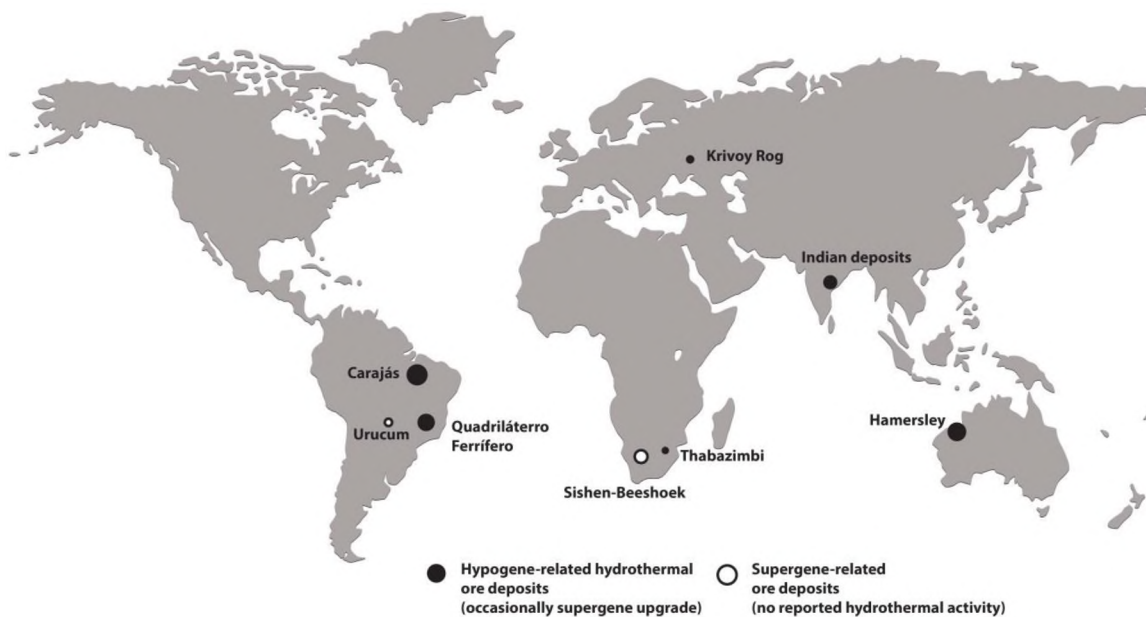 Krivoy Rog
Indian deposits
Carajás
Urucum
Quadriláterro
Ferrífero
Hamersley
Thabazimbi
Sishen-Beeshoek
Hypogene-related hydrothermal
ore deposits
(occasionally supergene upgrade)
Supergene-related
ore deposits
(no reported hydrothermal activity)